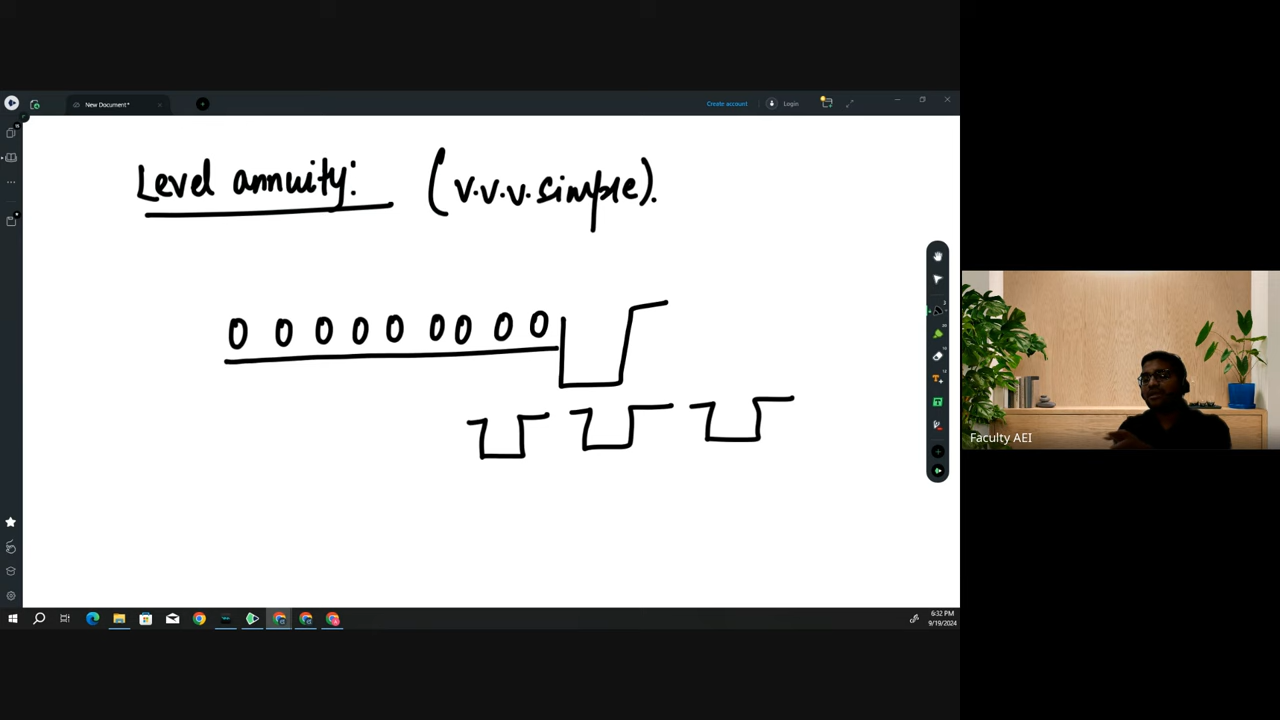 New Document*
Create account
Login
Level annuity: (v.v.v.simple).
0 0 0 0 0 0 0 0 0
Faculty AEI
6:32 PM
9/19/2024